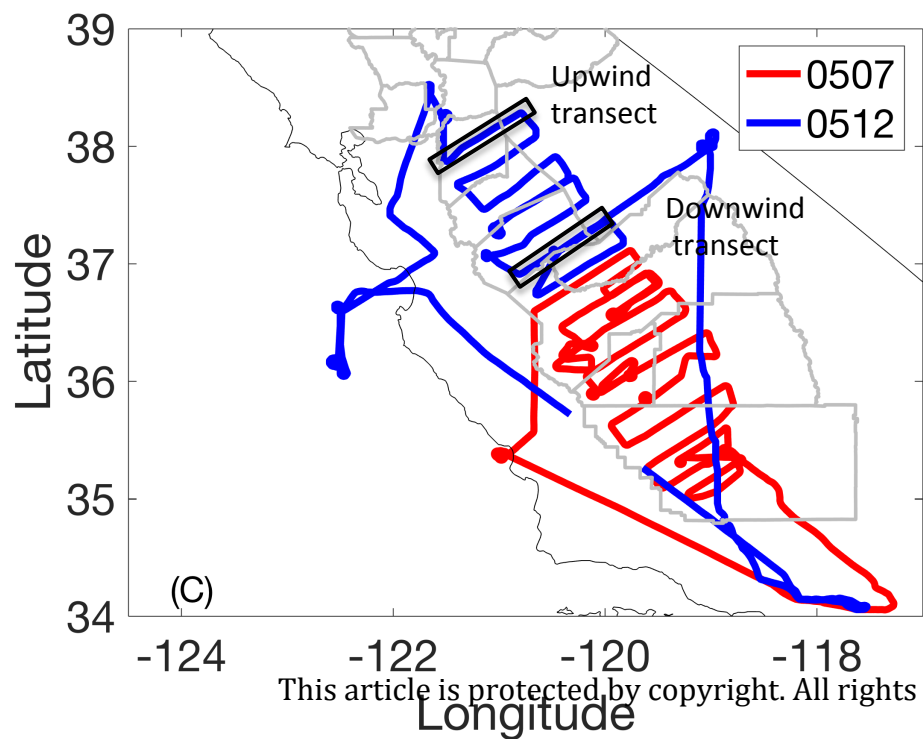 39
38
37
36
35
34
Latitude
Upwind
transect
0507
0512
Downwind
transect
(C)
-124
-122
-120
-118
This article is protected by copyright. All rights
Longitude